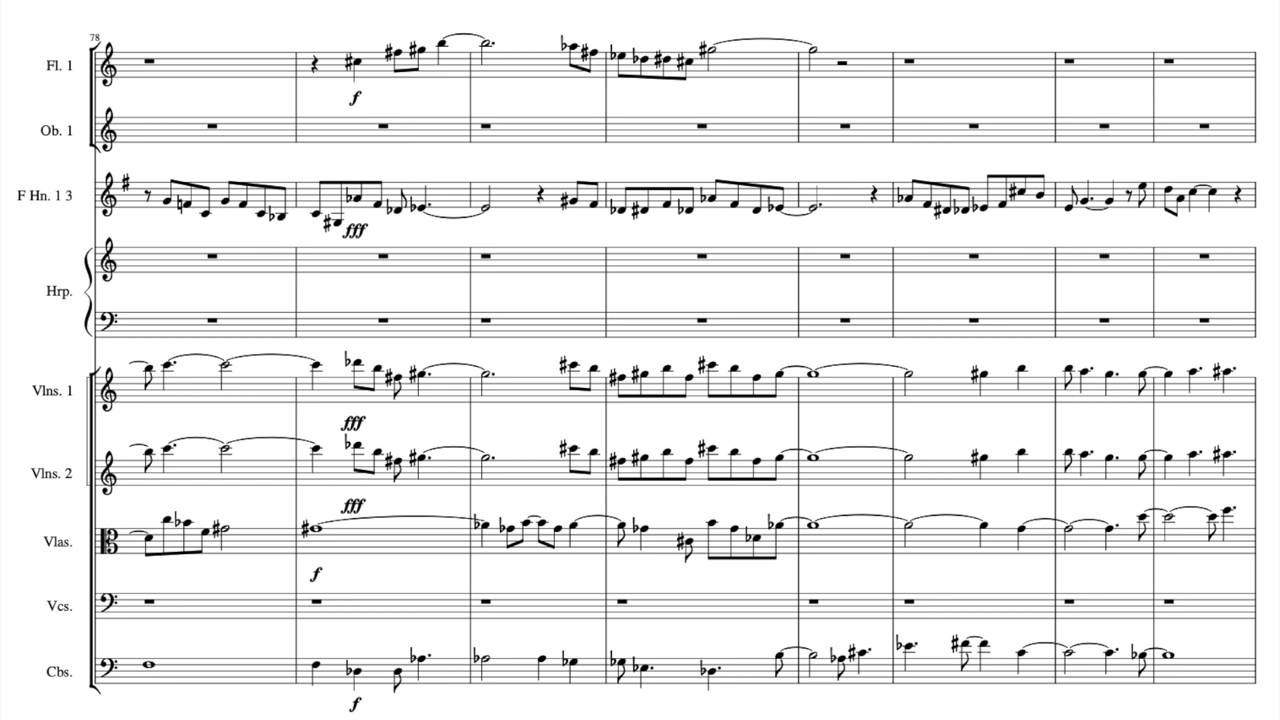 78
Fl. 1
f
Ob. 1
F Hn. 1 3
fff
Hrp.
Vlns. 1
fff
Vlns. 2
fff
Vlas.
f
Vcs.
Cbs.
f